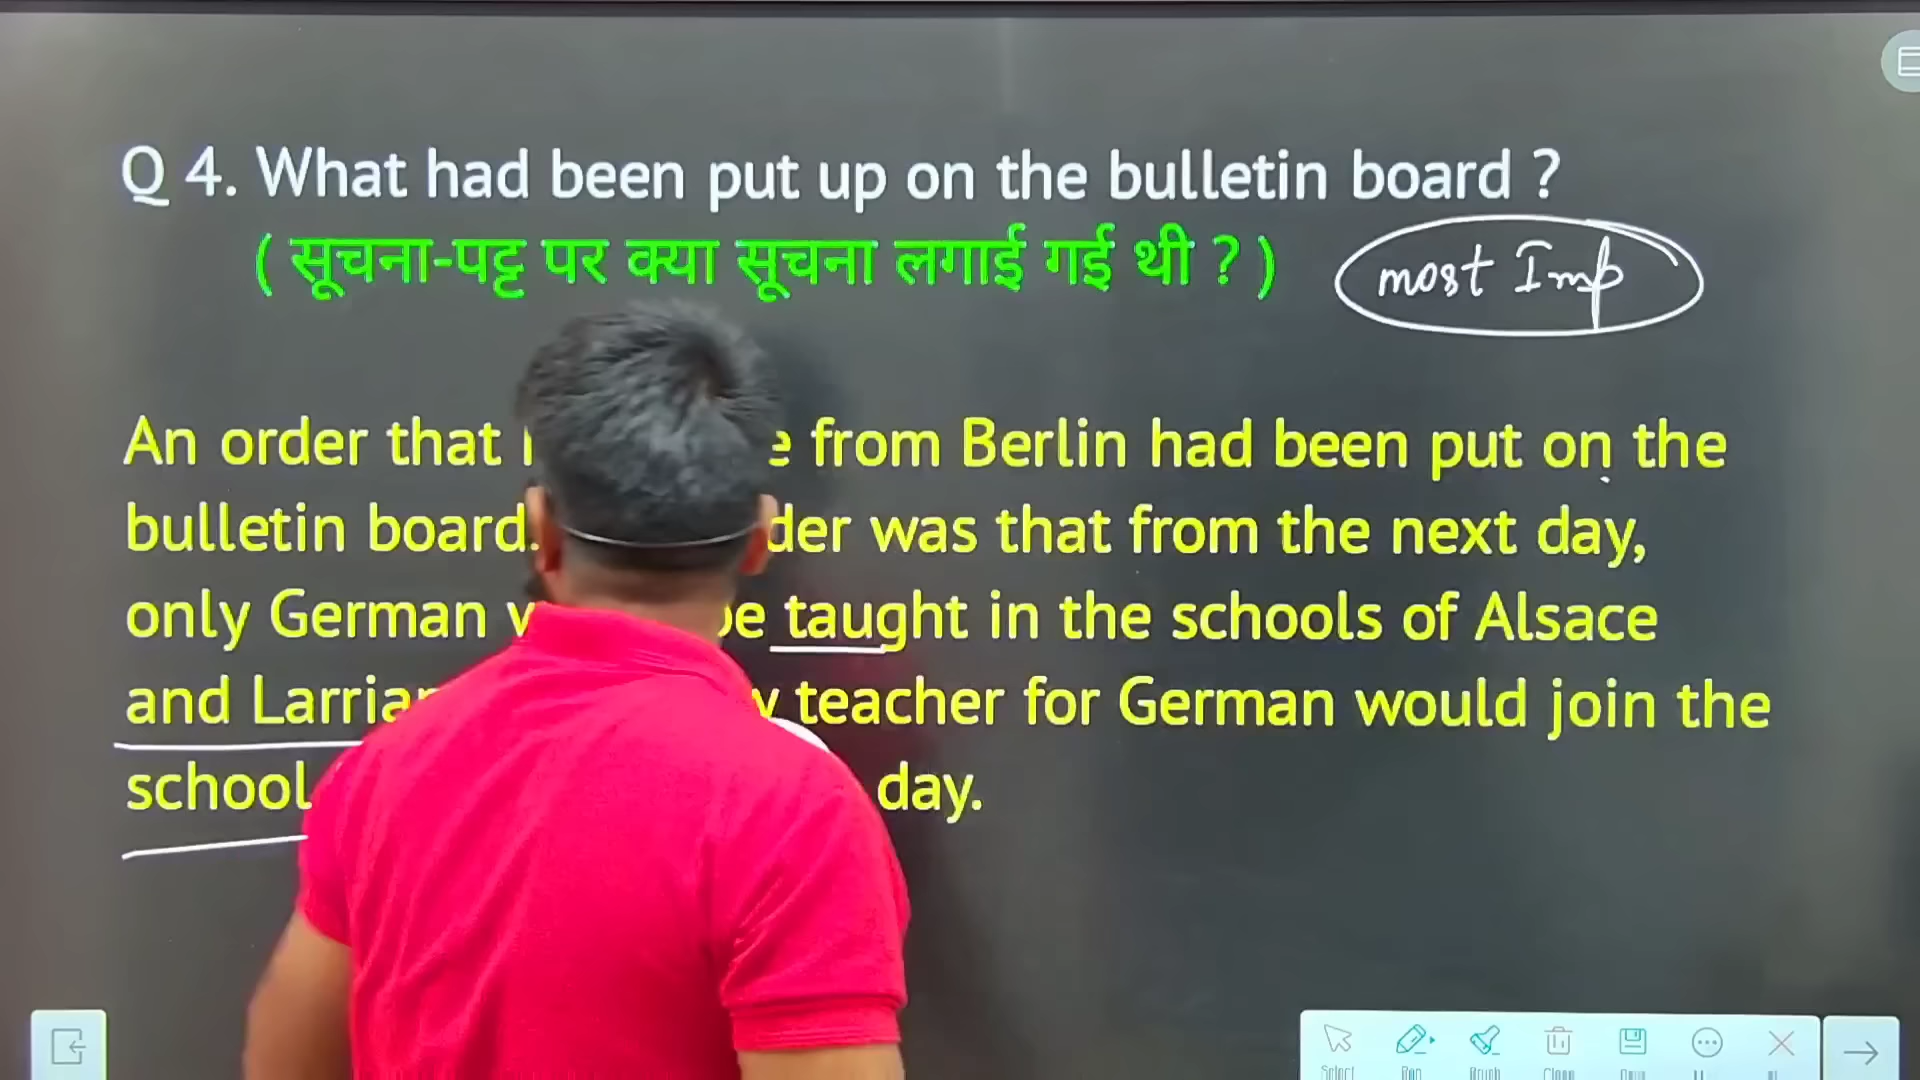 Q 4. What had been put up on the bulletin board ?
( सूचना-पट्ट पर क्या सूचना लगाई गई थी ? )
most Imp
An order that from Berlin had been put on the
bulletin board. was that from the next day,
only German taught in the schools of Alsace
and teacher for German would join the
school day.
Select